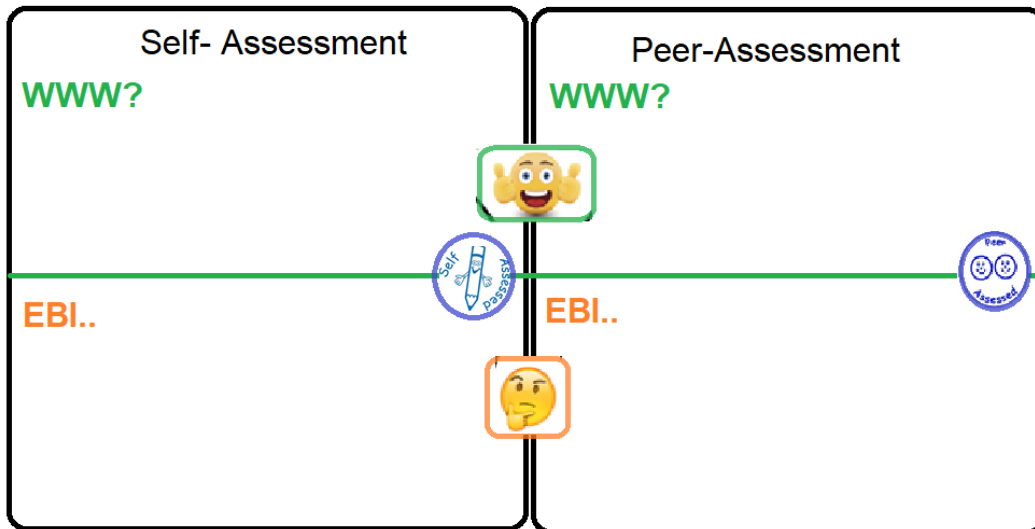 Self- Assessment
WWW?
Self
Assessed
EBI..
Peer-Assessment
WWW?
Peer
Assessed
EBI..